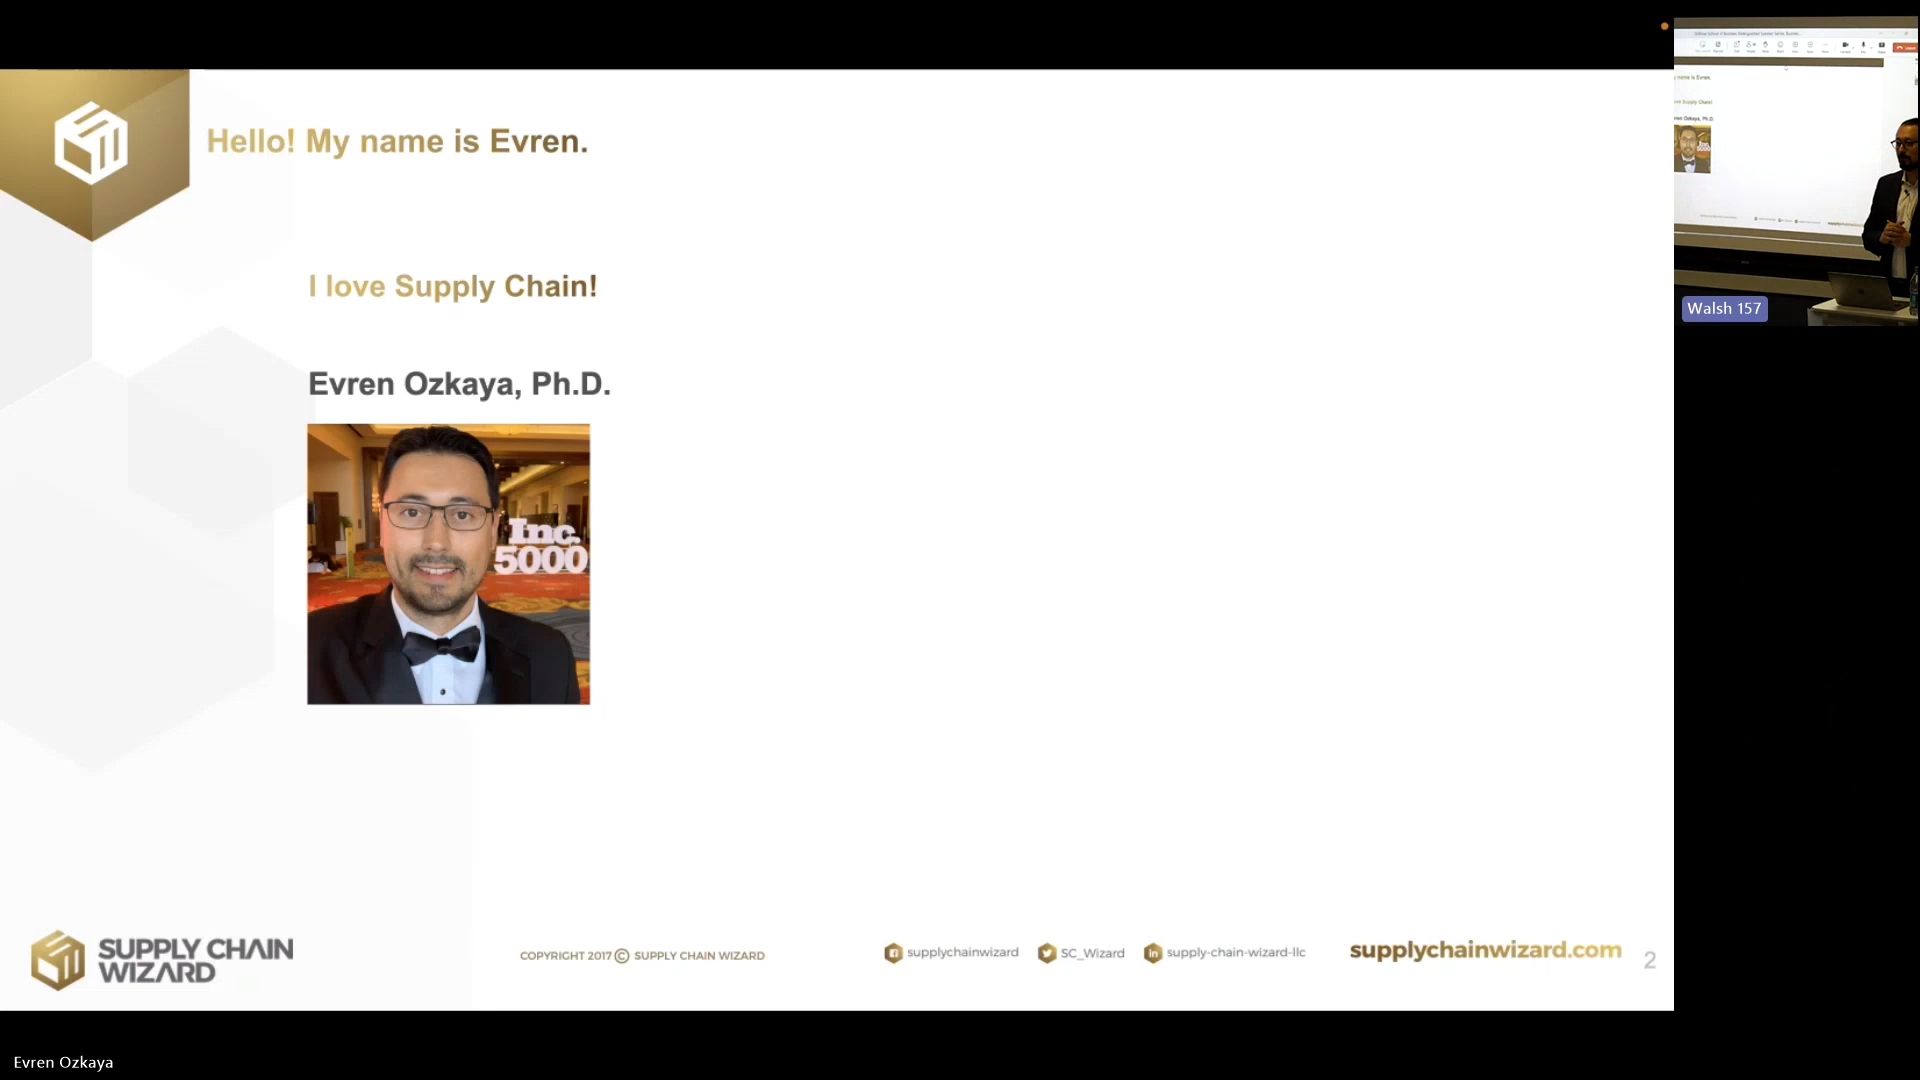 Hello! My name is Evren.
I love Supply Chain!
Evren Ozkaya, Ph.D.
Inc.
5000
SUPPLY CHAIN
WIZARD
COPYRIGHT 2017 © SUPPLY CHAIN WIZARD
supplychainwizard
SC_Wizard
supply-chain-wizard-llc
supplychainwizard.com
2
Walsh 157
Evren Ozkaya